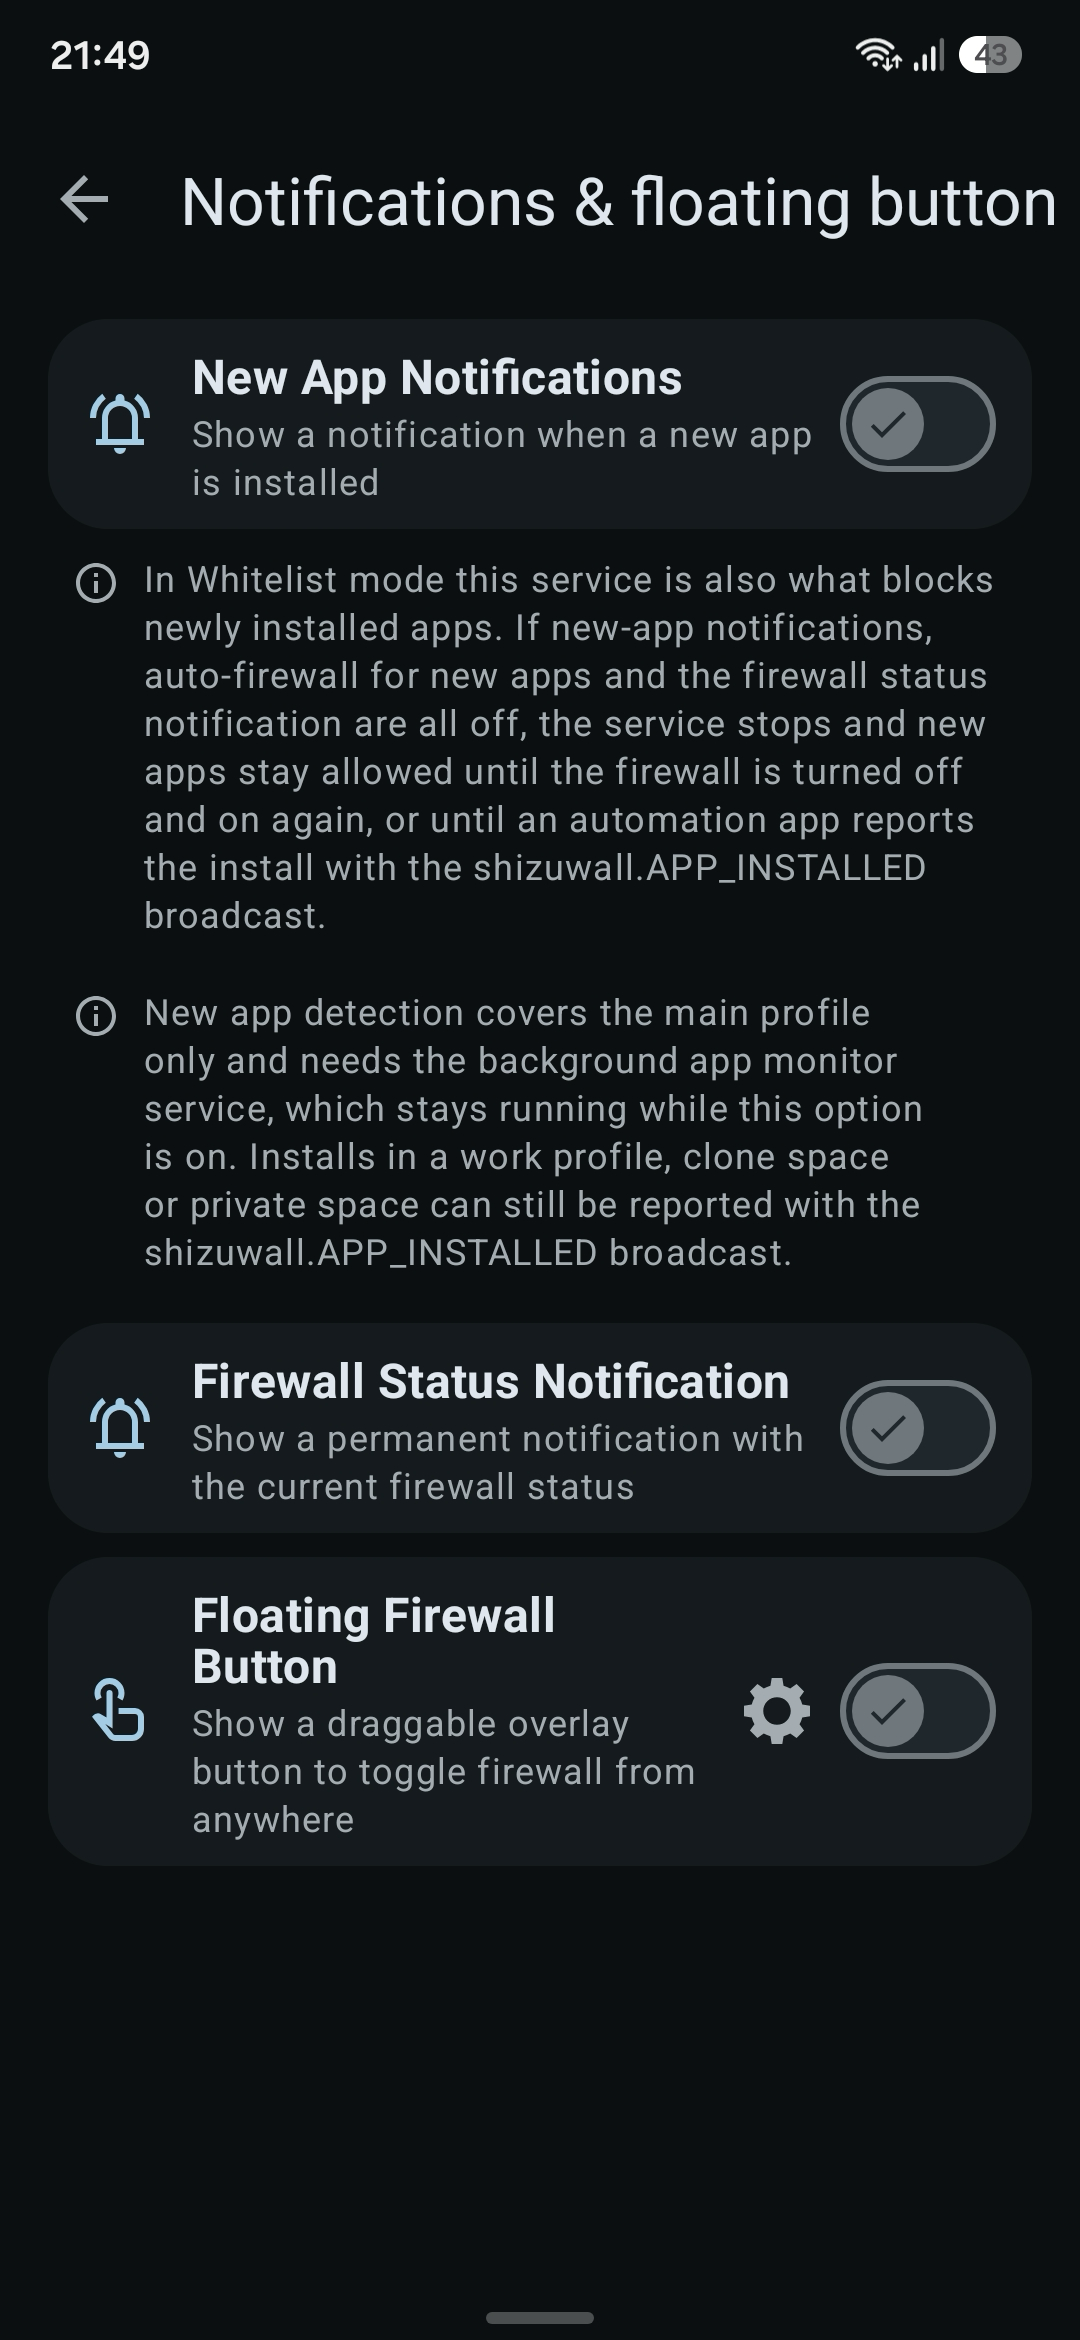 21:49
43
Notifications & floating button
New App Notifications
Show a notification when a new app
is installed
In Whitelist mode this service is also what blocks
newly installed apps. If new-app notifications,
auto-firewall for new apps and the firewall status
notification are all off, the service stops and new
apps stay allowed until the firewall is turned off
and on again, or until an automation app reports
the install with the shizuwall.APP_INSTALLED
broadcast.
New app detection covers the main profile
only and needs the background app monitor
service, which stays running while this option
is on. Installs in a work profile, clone space
or private space can still be reported with the
shizuwall.APP_INSTALLED broadcast.
Firewall Status Notification
Show a permanent notification with
the current firewall status
Floating Firewall
Button
Show a draggable overlay
button to toggle firewall from
anywhere